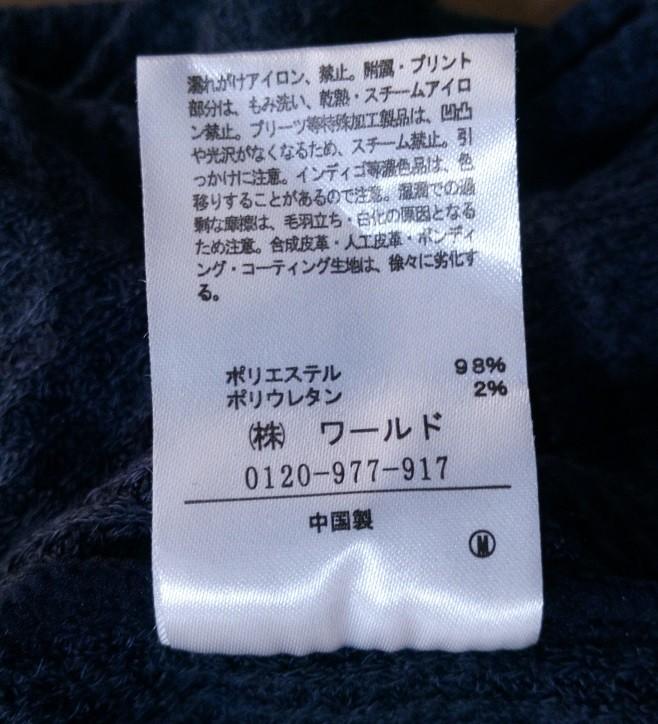 濡れがけアイロン、禁止。附属・プリント
部分は、もみ洗い、乾熱・スチームアイロ
ン禁止。プリーツ等特殊加工製品は、凹凸
や光沢がなくなるため、スチーム禁止。引
っかけに注意。インディゴ等濃色品は、色
移りすることがあるので注意。湿潤での過
剰な摩擦は、毛羽立ち・白化の原因となる
ため注意。合成皮革・人工皮革・ボンディ
ング・コーティング生地は、徐々に劣化す
る。
ポリエステル 98%
ポリウレタン 2%
㈱ ワールド
0120-977-917
中国製
Ⓜ